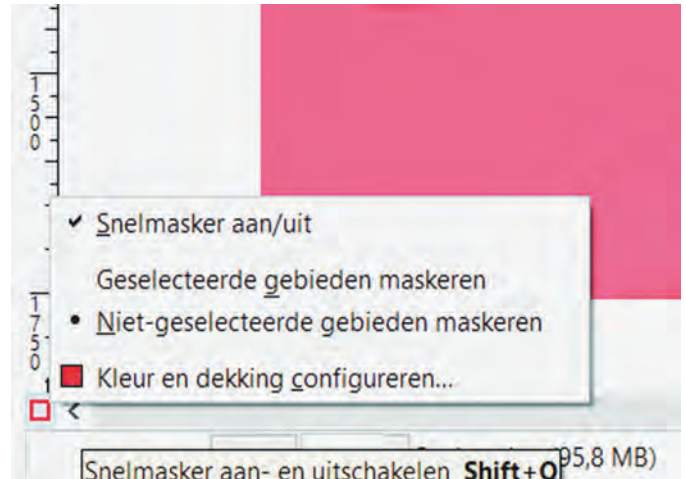 1500
Snelmasker aan/uit
Geselecteerde gebieden maskeren
Niet-geselecteerde gebieden maskeren
1750
Kleur en dekking configureren...
95,8 MB)
Snelmasker aan- en uitschakelen Shift+Q